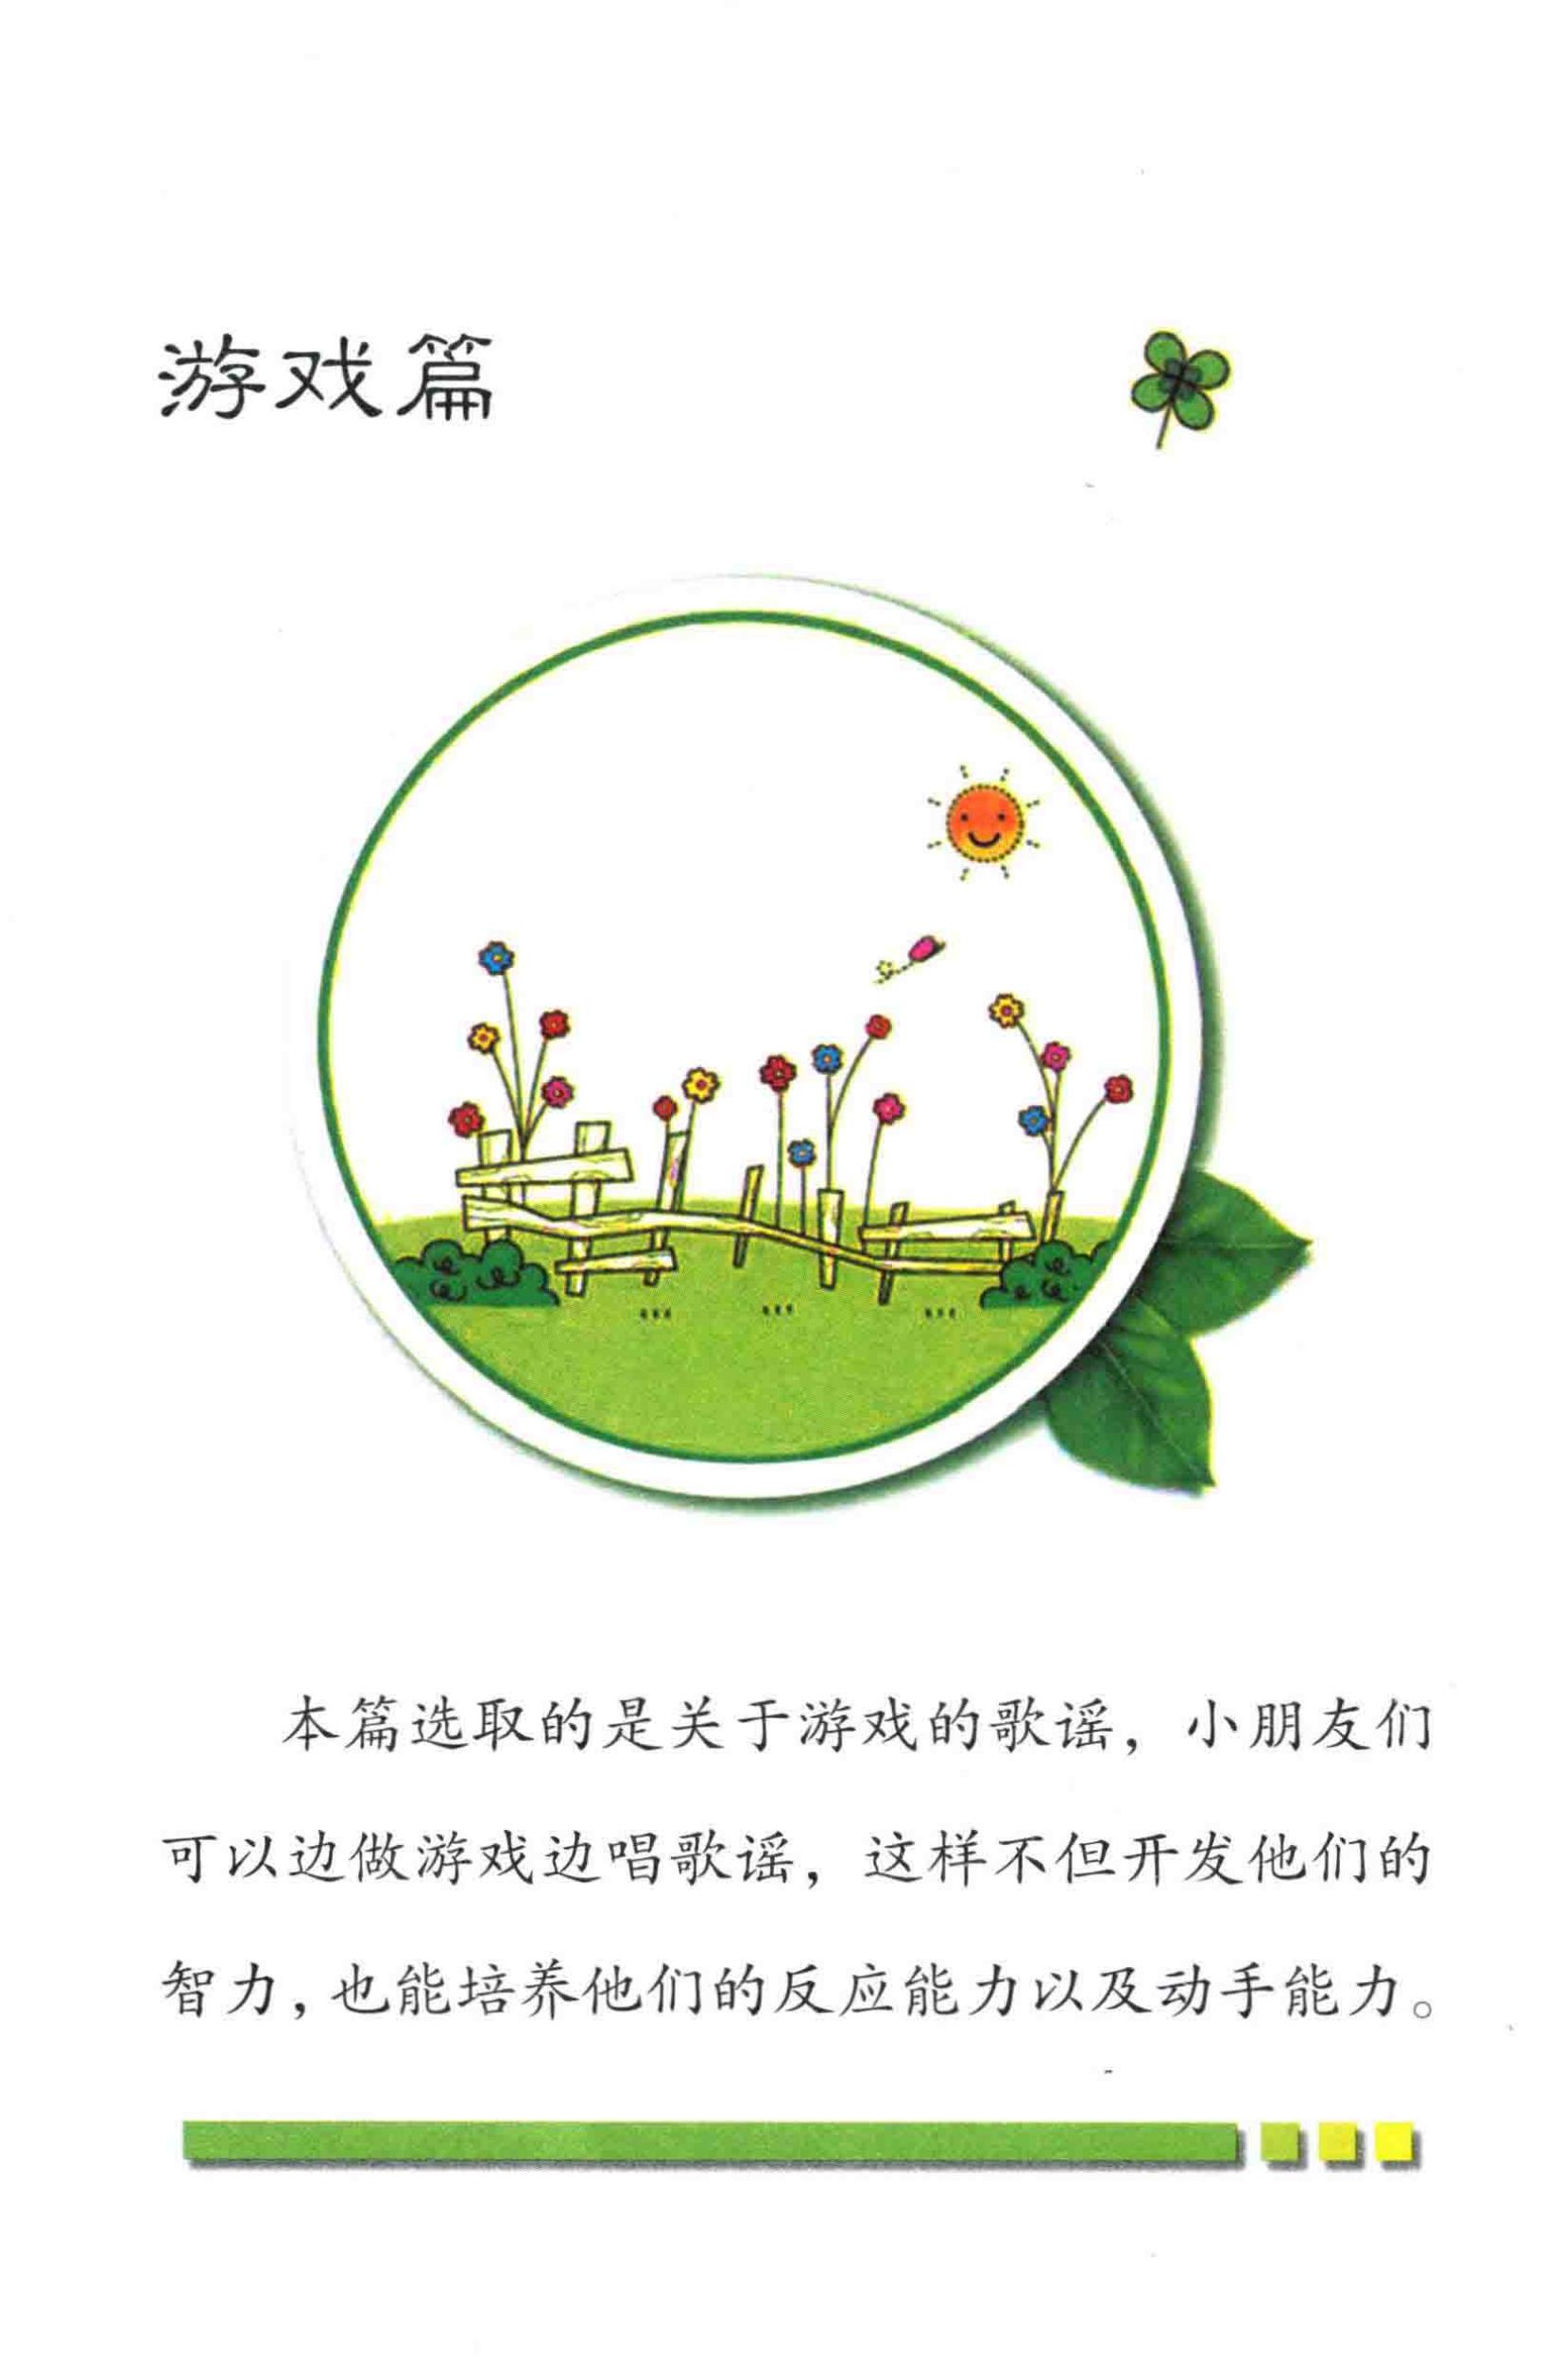 游戏篇
本篇选取的是关于游戏的歌谣，小朋友们
可以边做游戏边唱歌谣，这样不但开发他们的
智力，也能培养他们的反应能力以及动手能力。